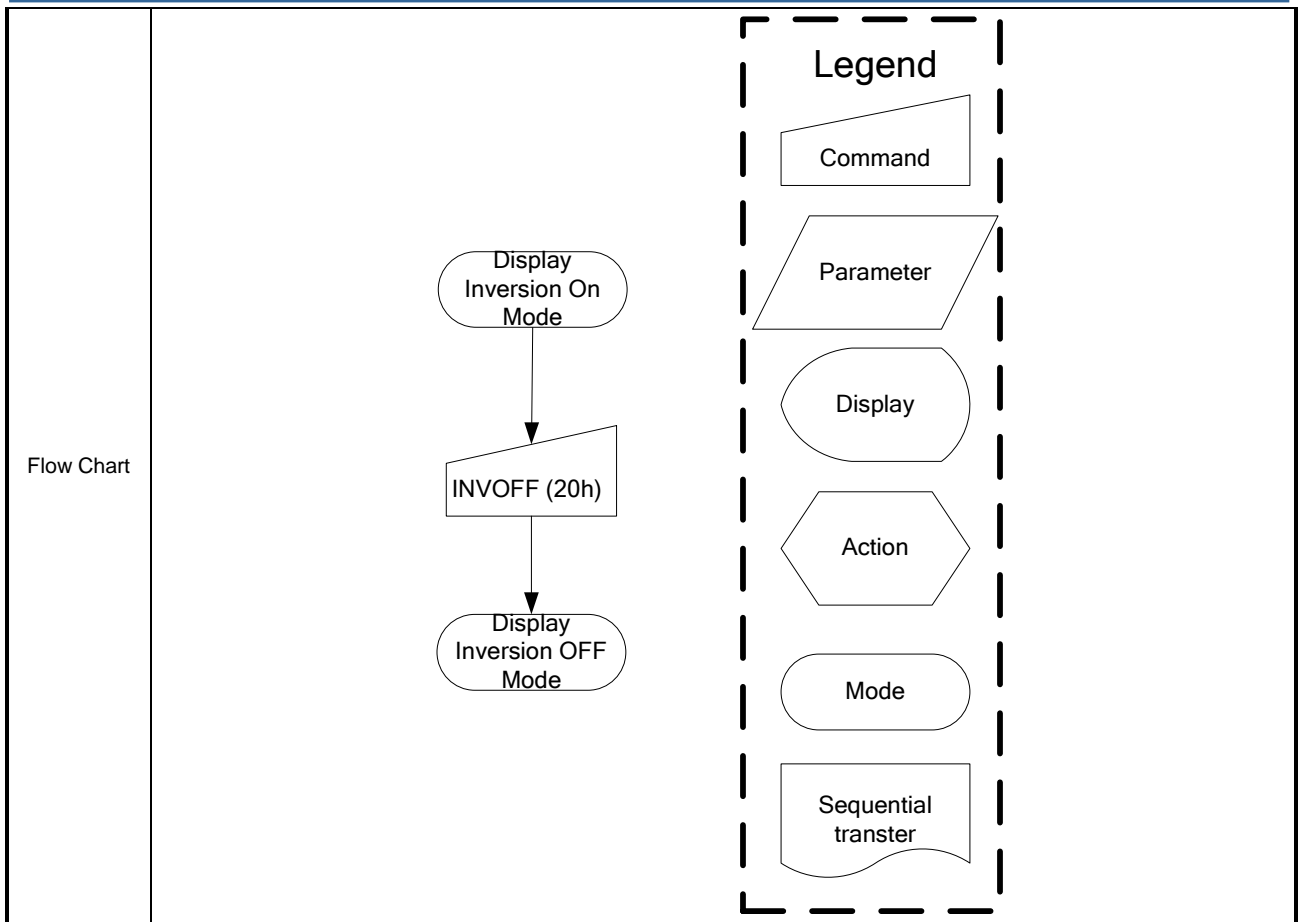 Flow Chart
Display
Inversion On
Mode
INVOFF (20h)
Display
Inversion OFF
Mode
Legend
Command
Parameter
Display
Action
Mode
Sequential
transter